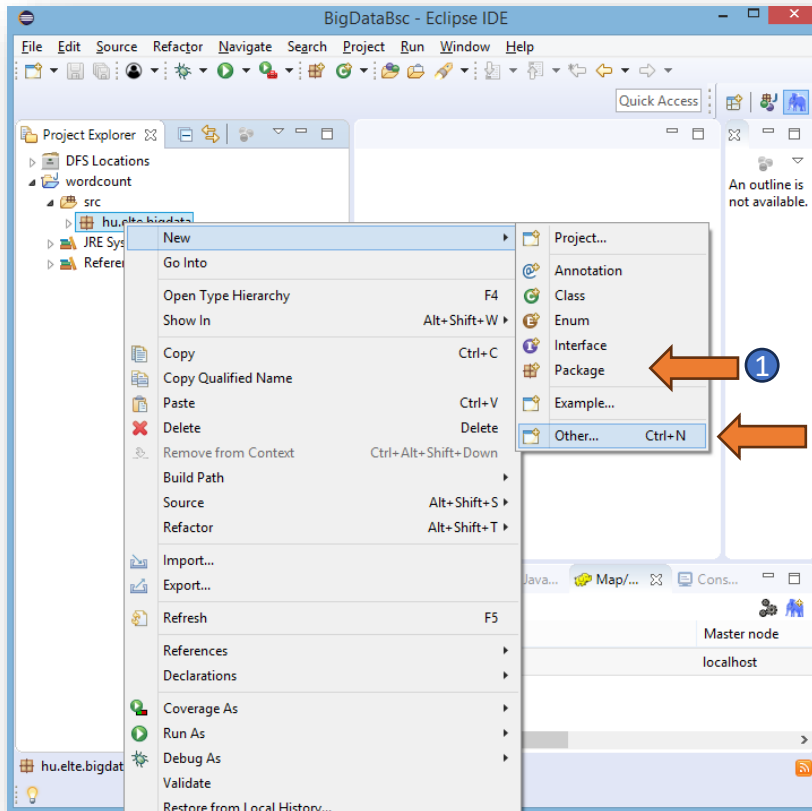 BigDataBsc - Eclipse IDE
File Edit Source Refactor Navigate Search Project Run Window Help
Quick Access
Project Explorer
DFS Locations
wordcount
src
hu.elte.bigdata
JRE Sys
Referen
An outline is
not available.
New
Go Into
Open Type Hierarchy F4
Show In Alt+Shift+W
Copy Ctrl+C
Copy Qualified Name
Paste Ctrl+V
Delete Delete
Remove from Context Ctrl+Alt+Shift+Down
Build Path
Source Alt+Shift+S
Refactor Alt+Shift+T
Import...
Export...
Refresh F5
References
Declarations
Coverage As
Run As
Debug As
Validate
Restore from Local History...
Project...
Annotation
Class
Enum
Interface
Package
1
Example...
Other... Ctrl+N
Java... Map/... Cons...
Master node
localhost
hu.elte.bigdat